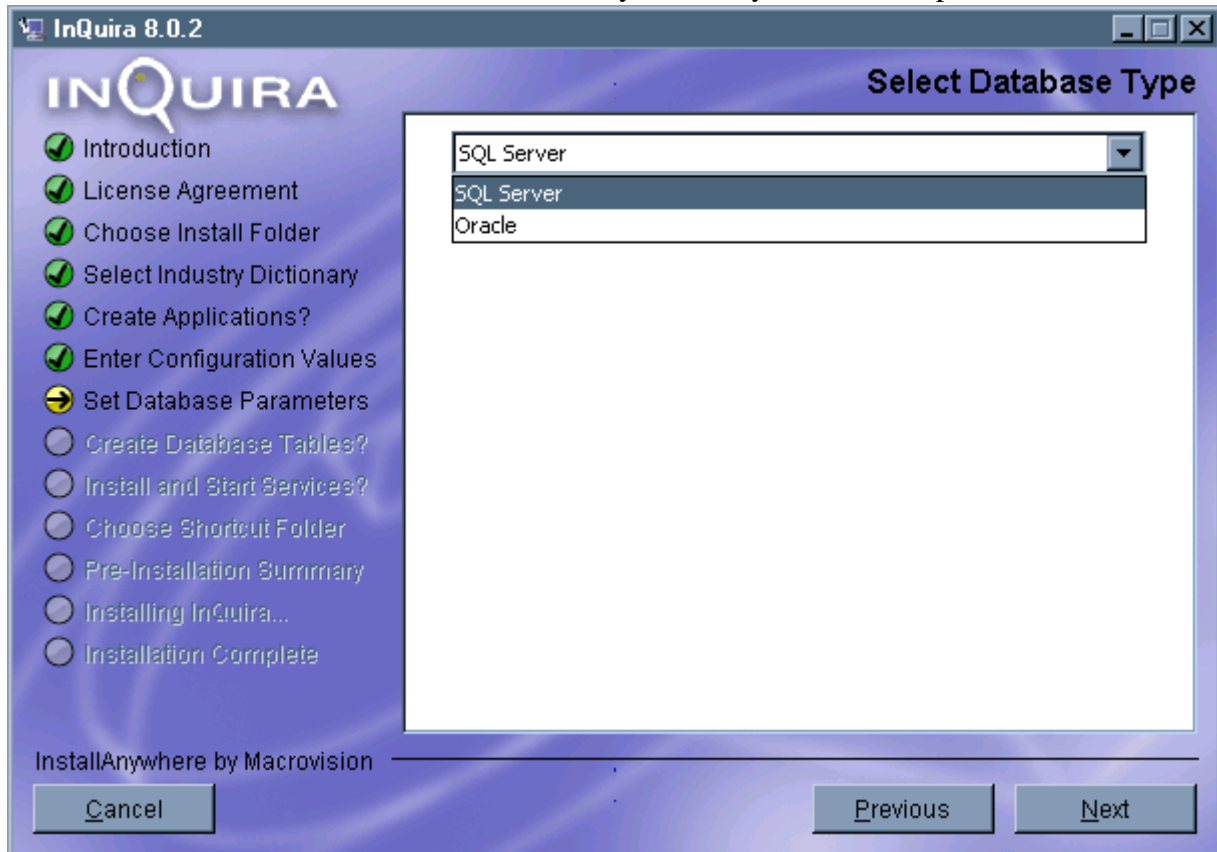 InQuira 8.0.2
INQUIRA
Select Database Type
Introduction
License Agreement
Choose Install Folder
Select Industry Dictionary
Create Applications?
Enter Configuration Values
Set Database Parameters
Create Database Tables?
Install and Start Services?
Choose Shortcut Folder
Pre-Installation Summary
Installing InQuira...
Installation Complete
SQL Server
SQL Server
Oracle
InstallAnywhere by Macrovision
Cancel
Previous
Next